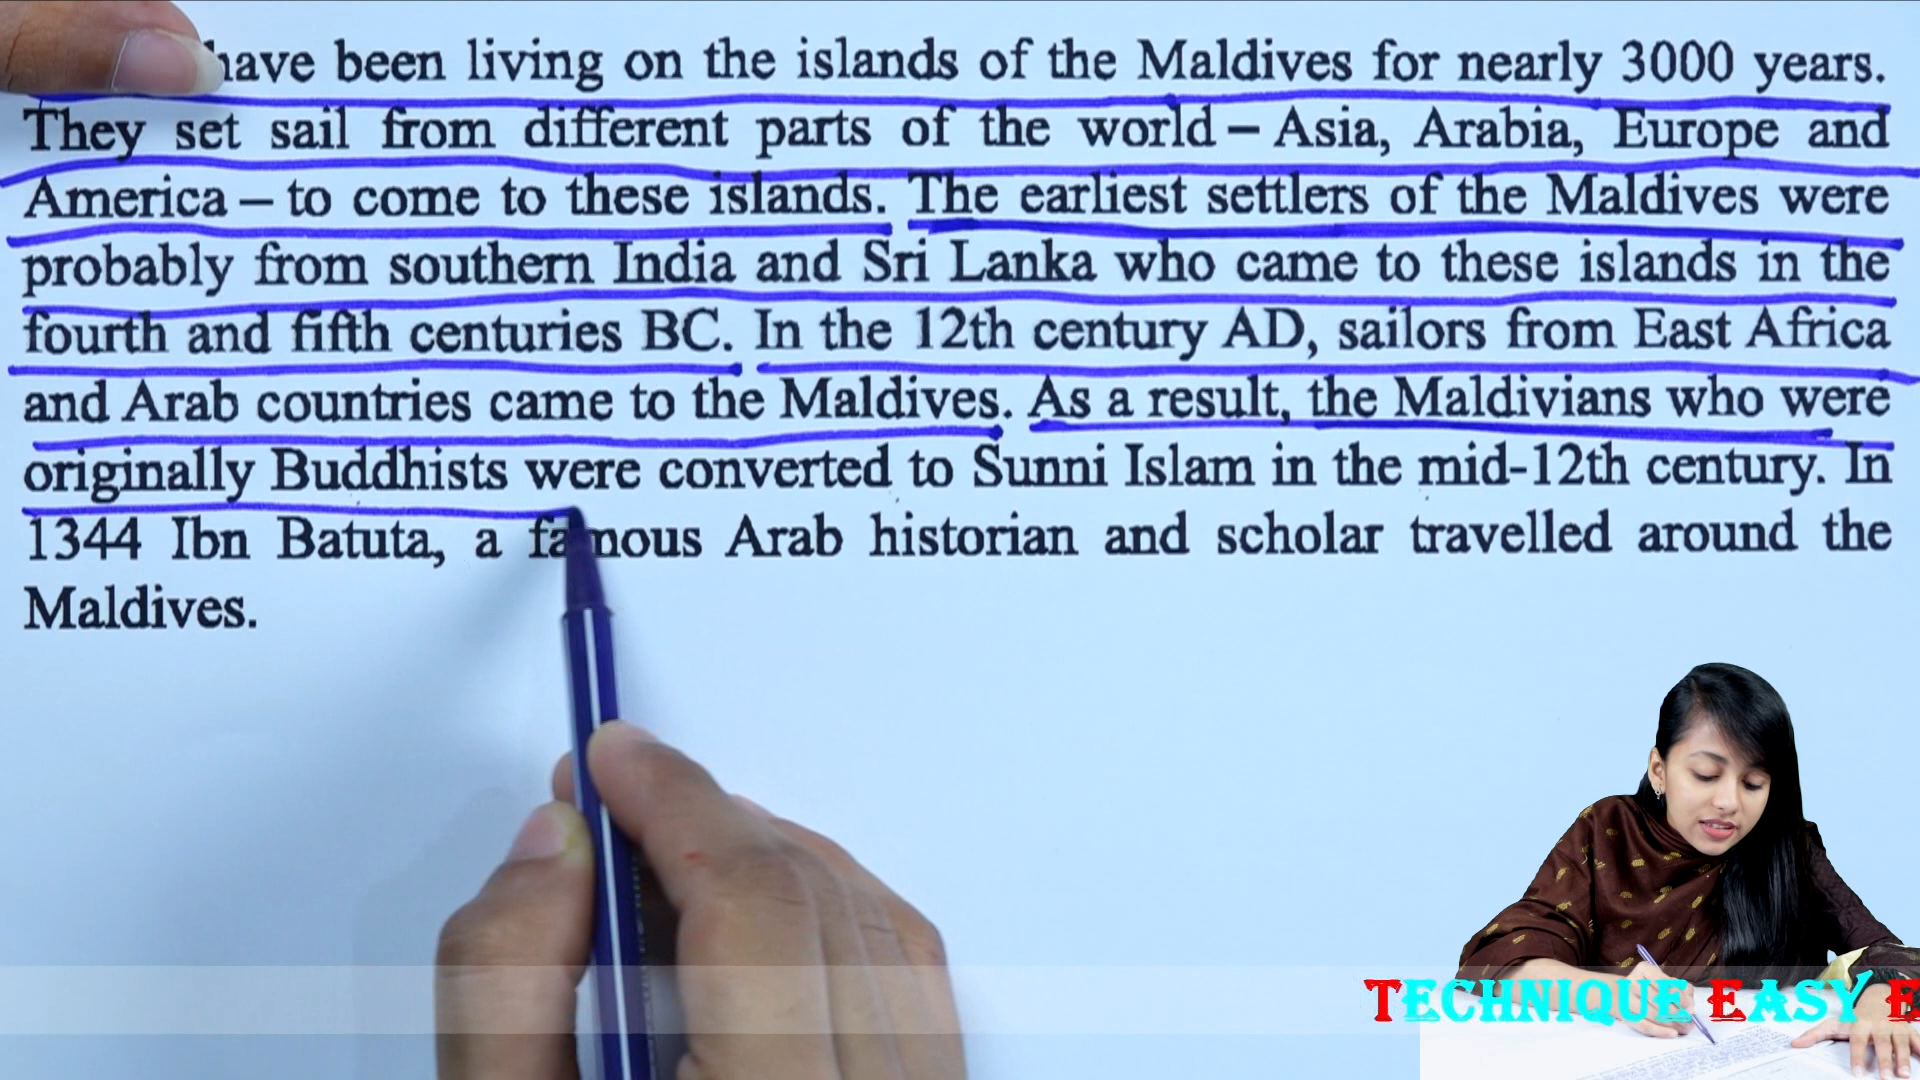 have been living on the islands of the Maldives for nearly 3000 years.
They set sail from different parts of the world – Asia, Arabia, Europe and
America – to come to these islands. The earliest settlers of the Maldives were
probably from southern India and Sri Lanka who came to these islands in the
fourth and fifth centuries BC. In the 12th century AD, sailors from East Africa
and Arab countries came to the Maldives. As a result, the Maldivians who were
originally Buddhists were converted to Sunni Islam in the mid-12th century. In
1344 Ibn Batuta, a famous Arab historian and scholar travelled around the
Maldives.
TECHNIQUE EASY E